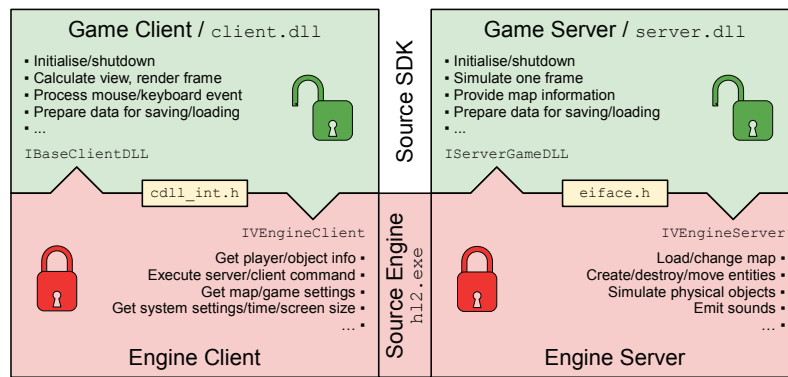 Game Client / client.dll
▪ Initialise/shutdown
▪ Calculate view, render frame
▪ Process mouse/keyboard event
▪ Prepare data for saving/loading
▪ ...
IBaseClientDLL
cdll_int.h
IVEngineClient
Get player/object info ▪
Execute server/client command ▪
Get map/game settings ▪
Get system settings/time/screen size ▪
... ▪
Engine Client
Source SDK
Source Engine
hl2.exe
Game Server / server.dll
▪ Initialise/shutdown
▪ Simulate one frame
▪ Provide map information
▪ Prepare data for saving/loading
▪ ...
IServerGameDLL
eiface.h
IVEngineServer
Load/change map ▪
Create/destroy/move entities ▪
Simulate physical objects ▪
Emit sounds ▪
... ▪
Engine Server